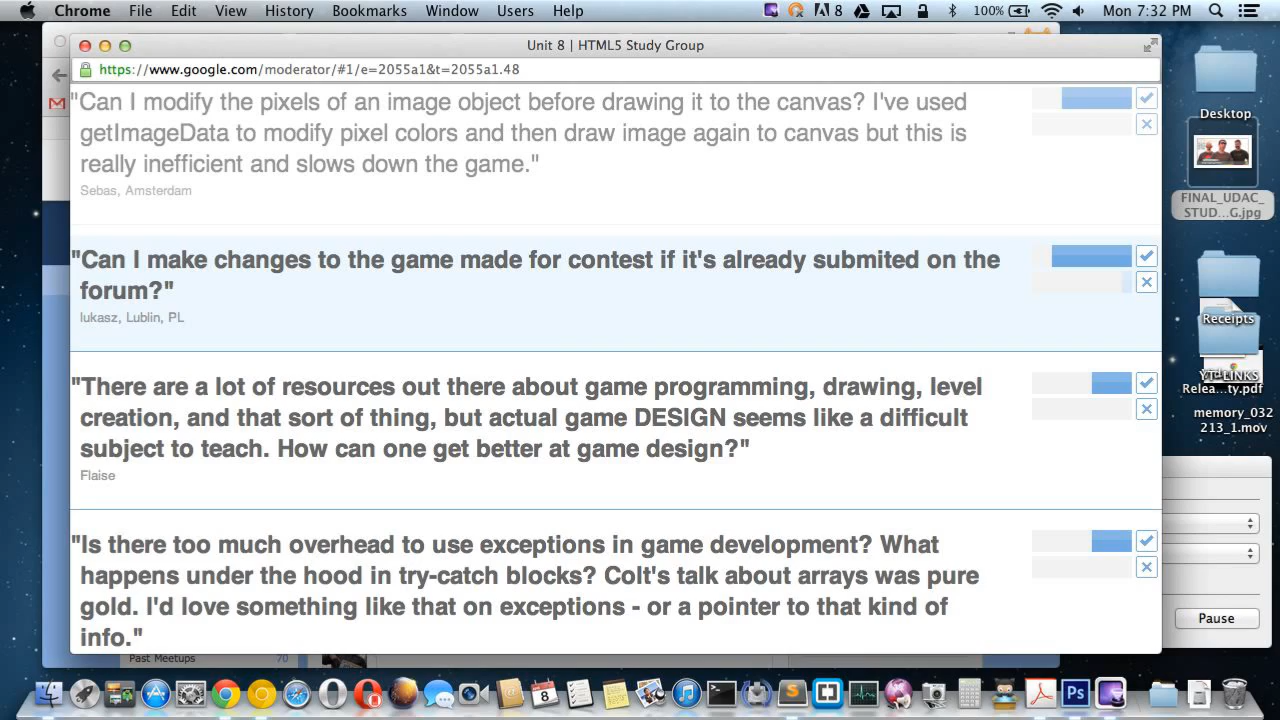 Chrome File Edit View History Bookmarks Window Users Help 8 100% Mon 7:32 PM
Unit 8 | HTML5 Study Group
https://www.google.com/moderator/#1/e=2055a1&t=2055a1.48
"Can I modify the pixels of an image object before drawing it to the canvas? I've used
getImageData to modify pixel colors and then draw image again to canvas but this is
really inefficient and slows down the game."
Sebas, Amsterdam
"Can I make changes to the game made for contest if it's already submited on the
forum?"
lukasz, Lublin, PL
"There are a lot of resources out there about game programming, drawing, level
creation, and that sort of thing, but actual game DESIGN seems like a difficult
subject to teach. How can one get better at game design?"
Flaise
"Is there too much overhead to use exceptions in game development? What
happens under the hood in try-catch blocks? Colt's talk about arrays was pure
gold. I'd love something like that on exceptions - or a pointer to that kind of
info."
Past Meetups 70
Desktop
FINAL_UDAC_
STUD...G.jpg
Receipts
YT-LINKS
Relea...ty.pdf
memory_032
213_1.mov
Pause
8
Ps